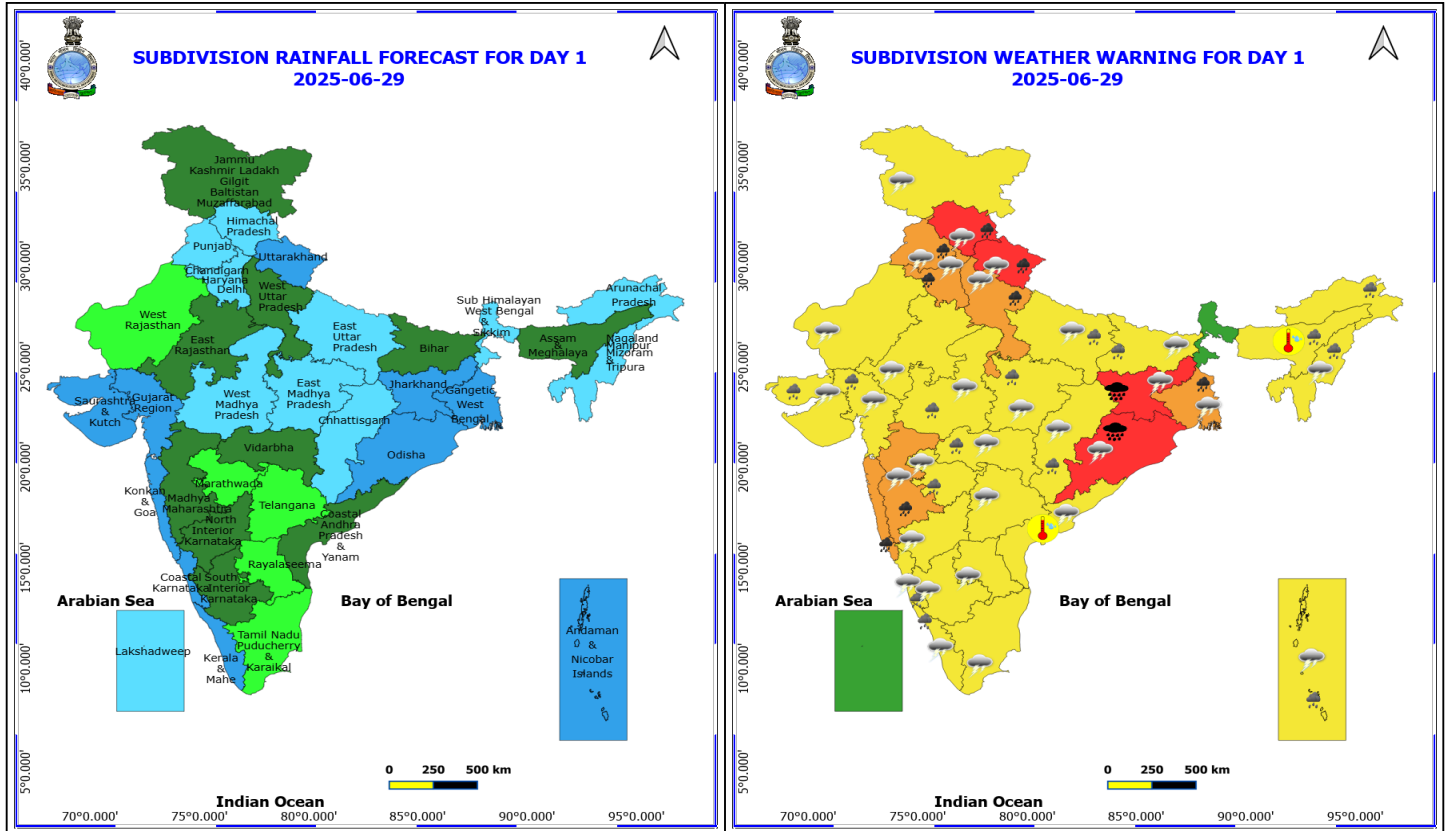 SUBDIVISION RAINFALL FORECAST FOR DAY 1
2025-06-29
40°0.000'
35°0.000'
30°0.000'
25°0.000'
20°0.000'
15°0.000'
10°0.000'
5°0.000'
Jammu
Kashmir Ladakh
Gilgit
Baltistan
Muzaffarabad
Himachal
Pradesh
Punjab
Uttarakhand
Chandigarh
Haryana
Delhi
West
Uttar
Pradesh
West
Rajasthan
East
Rajasthan
East
Uttar
Pradesh
Bihar
Sub Himalayan
West Bengal
&
Sikkim
Arunachal
Pradesh
Assam
&
Meghalaya
Nagaland
Manipur
Mizoram
&
Tripura
Saurashtra
&
Kutch
Gujarat
Region
West
Madhya
Pradesh
East
Madhya
Pradesh
Jharkhand
Gangetic
West
Bengal
Chhattisgarh
Odisha
Vidarbha
Konkan
&
Goa
Madhya
Maharashtra
Marathwada
Telangana
North
Interior
Karnataka
Coastal
Andhra
Pradesh
&
Yanam
Rayalaseema
Coastal
Karnataka
South
Interior
Karnataka
Tamil Nadu
Puducherry
&
Karaikal
Kerala
&
Mahe
Arabian Sea
Lakshadweep
Bay of Bengal
Andaman
&
Nicobar
Islands
0 250 500 km
Indian Ocean
70°0.000' 75°0.000' 80°0.000' 85°0.000' 90°0.000' 95°0.000'
SUBDIVISION WEATHER WARNING FOR DAY 1
2025-06-29
40°0.000'
35°0.000'
30°0.000'
25°0.000'
20°0.000'
15°0.000'
10°0.000'
5°0.000'
Arabian Sea
Bay of Bengal
0 250 500 km
Indian Ocean
70°0.000' 75°0.000' 80°0.000' 85°0.000' 90°0.000' 95°0.000'